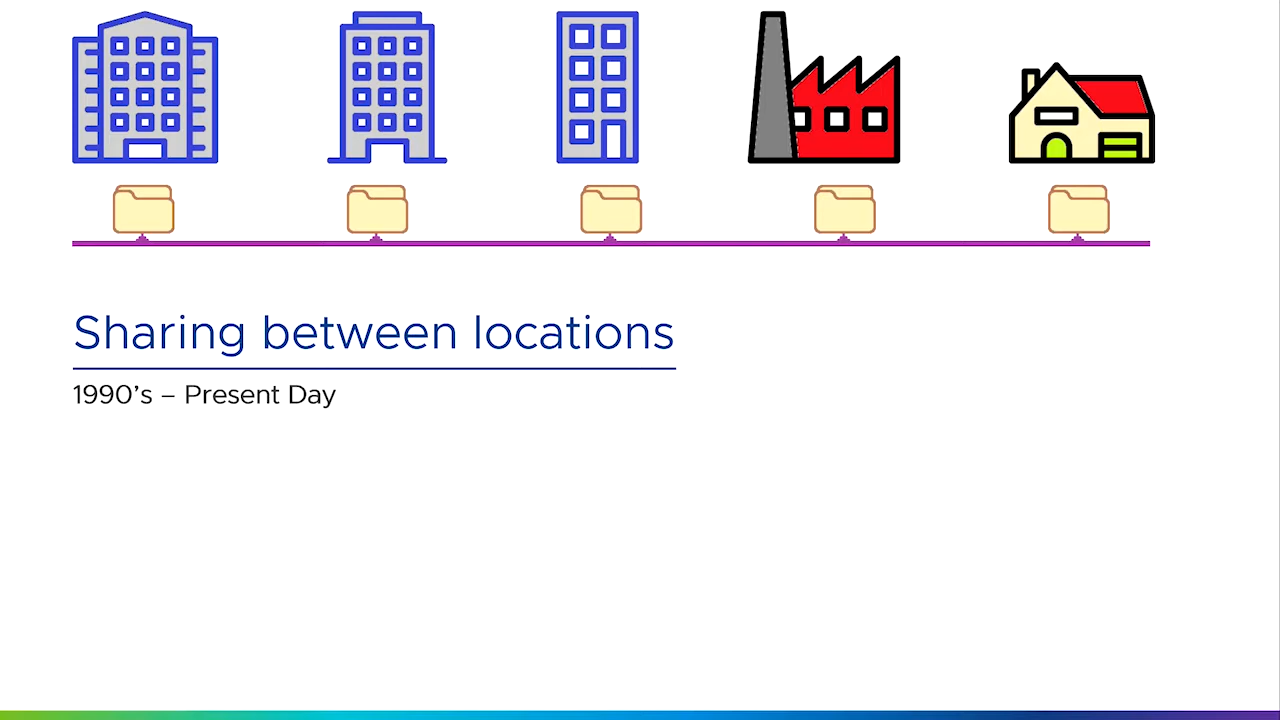 Sharing between locations
1990’s – Present Day